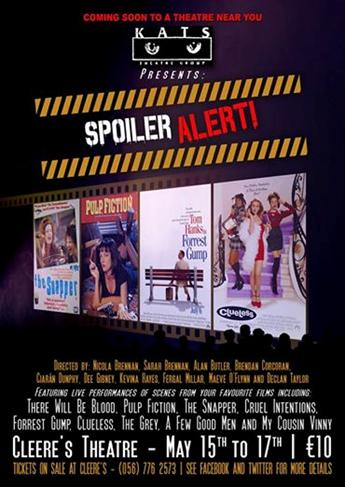 COMING SOON TO A THEATRE NEAR YOU
KATS
THEATRE GROUP
PRESENTS:
SPOILER ALERT!
the Snapper
PULP FICTION
Tom
Hanks is
Forrest
Gump
CLUELESS
DIRECTED BY: NICOLA BRENNAN, SARAH BRENNAN, ALAN BUTLER, BRENDAN CORCORAN,
CIARÁN DUNPHY, DEE GIBNEY, KEVINA HAYES, FERGAL MILLAR, MAEVE O'FLYNN AND DECLAN TAYLOR
FEATURING LIVE PERFORMANCES OF SCENES FROM YOUR FAVOURITE FILMS INCLUDING:
THERE WILL BE BLOOD, PULP FICTION, THE SNAPPER, CRUEL INTENTIONS,
FORREST GUMP, CLUELESS, THE GREY, A FEW GOOD MEN AND MY COUSIN VINNY
CLEERE'S THEATRE - MAY 15TH TO 17TH | €10
TICKETS ON SALE AT CLEERE'S - (056) 776 2573 | SEE FACEBOOK AND TWITTER FOR MORE DETAILS